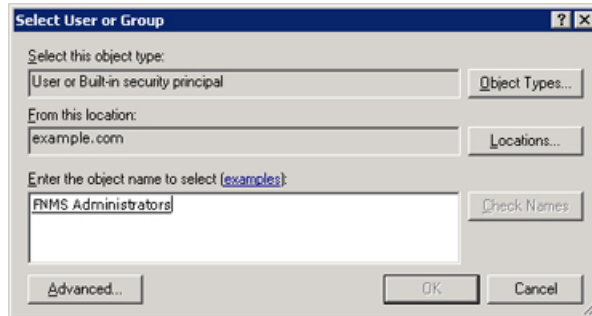 Select User or Group
Select this object type:
User or Built-in security principal
Object Types...
From this location:
example.com
Locations...
Enter the object name to select (examples):
FNMS Administrators
Check Names
Advanced...
OK
Cancel